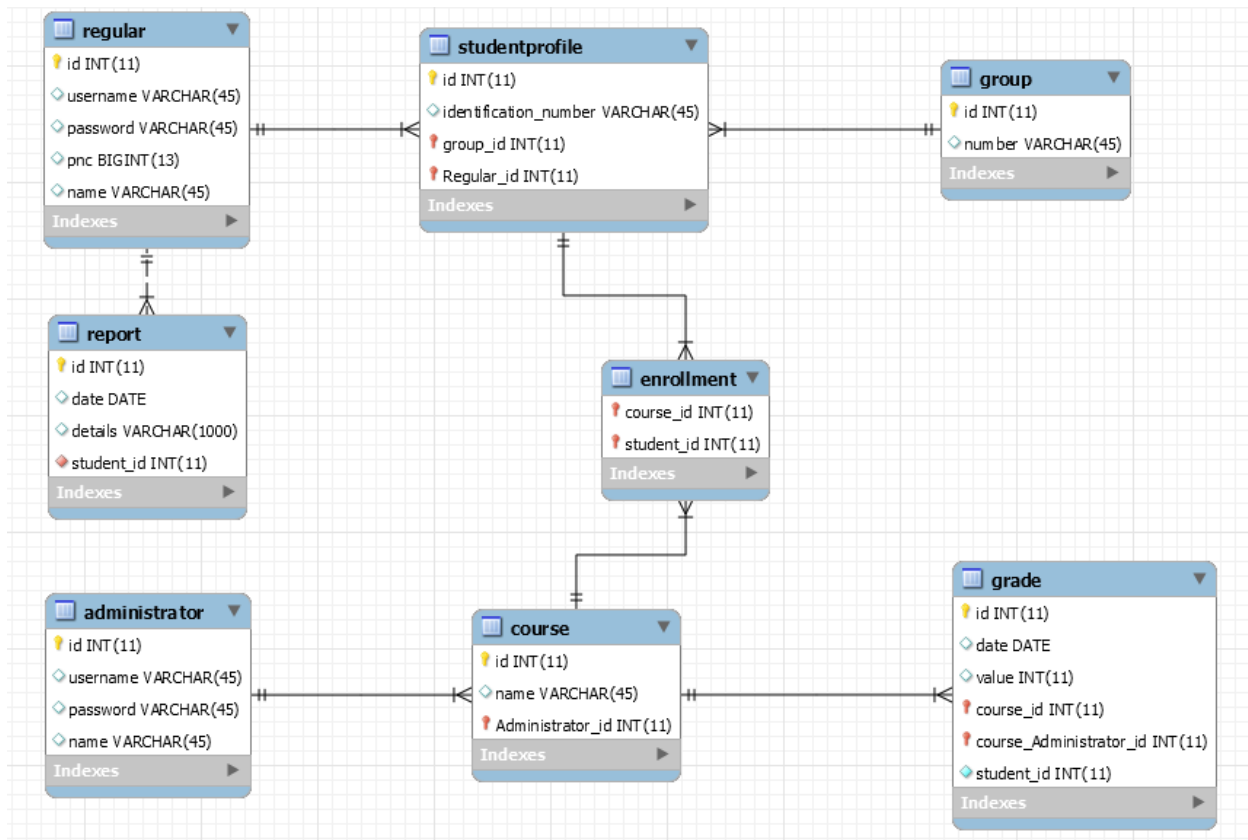 regular
id INT(11)
username VARCHAR(45)
password VARCHAR(45)
pnc BIGINT(13)
name VARCHAR(45)
Indexes
studentprofile
id INT(11)
identification_number VARCHAR(45)
group_id INT(11)
Regular_id INT(11)
Indexes
group
id INT(11)
number VARCHAR(45)
Indexes
report
id INT(11)
date DATE
details VARCHAR(1000)
student_id INT(11)
Indexes
enrollment
course_id INT(11)
student_id INT(11)
Indexes
administrator
id INT(11)
username VARCHAR(45)
password VARCHAR(45)
name VARCHAR(45)
Indexes
course
id INT(11)
name VARCHAR(45)
Administrator_id INT(11)
Indexes
grade
id INT(11)
date DATE
value INT(11)
course_id INT(11)
course_Administrator_id INT(11)
student_id INT(11)
Indexes